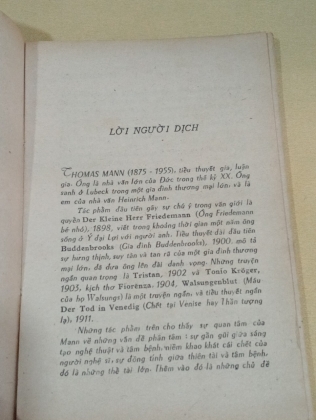 LỜI NGƯỜI DỊCH
THOMAS MANN (1875 - 1955), tiểu thuyết gia, luận
gia. Ông là nhà văn lớn của Đức trong thế kỷ XX. Ông
sanh ở Lubeck trong một gia đình thương mại lớn, và là
em của nhà văn Heinrich Mann.
Tác phẩm đầu tiên gây sự chú ý trong văn giới là
quyển Der Kleine Herr Friedemann (Ông Friedemann
bé nhỏ), 1898, viết trong khoảng thời gian một năm ông
sống ở Ý Đại Lợi với người anh. Tiểu thuyết dài đầu tiên
Buddenbrooks (Gia đình Buddenbrooks), 1900, mô tả
sự hưng thịnh, suy tàn và tan rã của một gia đình thương
mại lớn, đã đưa ông lên đài danh vọng. Những truyện
ngắn quan trọng là Tristan, 1902 và Tonio Kröger,
1903, kịch thơ Fiorenza, 1904, Walsungenblut (Máu
của họ Walsungs) là một truyện ngắn, và tiểu thuyết ngắn
Der Tod in Venedig (Chết tại Venise hay Thần tượng
lạ), 1911.
Những tác phẩm trên cho thấy sự quan tâm của
Mann về những vấn đề phân tâm: sự gần gũi giữa sáng
tạo nghệ thuật và tâm bệnh, niềm khao khát cái chết của
người nghệ sĩ, sự đồng tính giữa thiên tài và tâm bệnh,
đó là những thể tài lớn. Thêm vào đó là những chủ đề